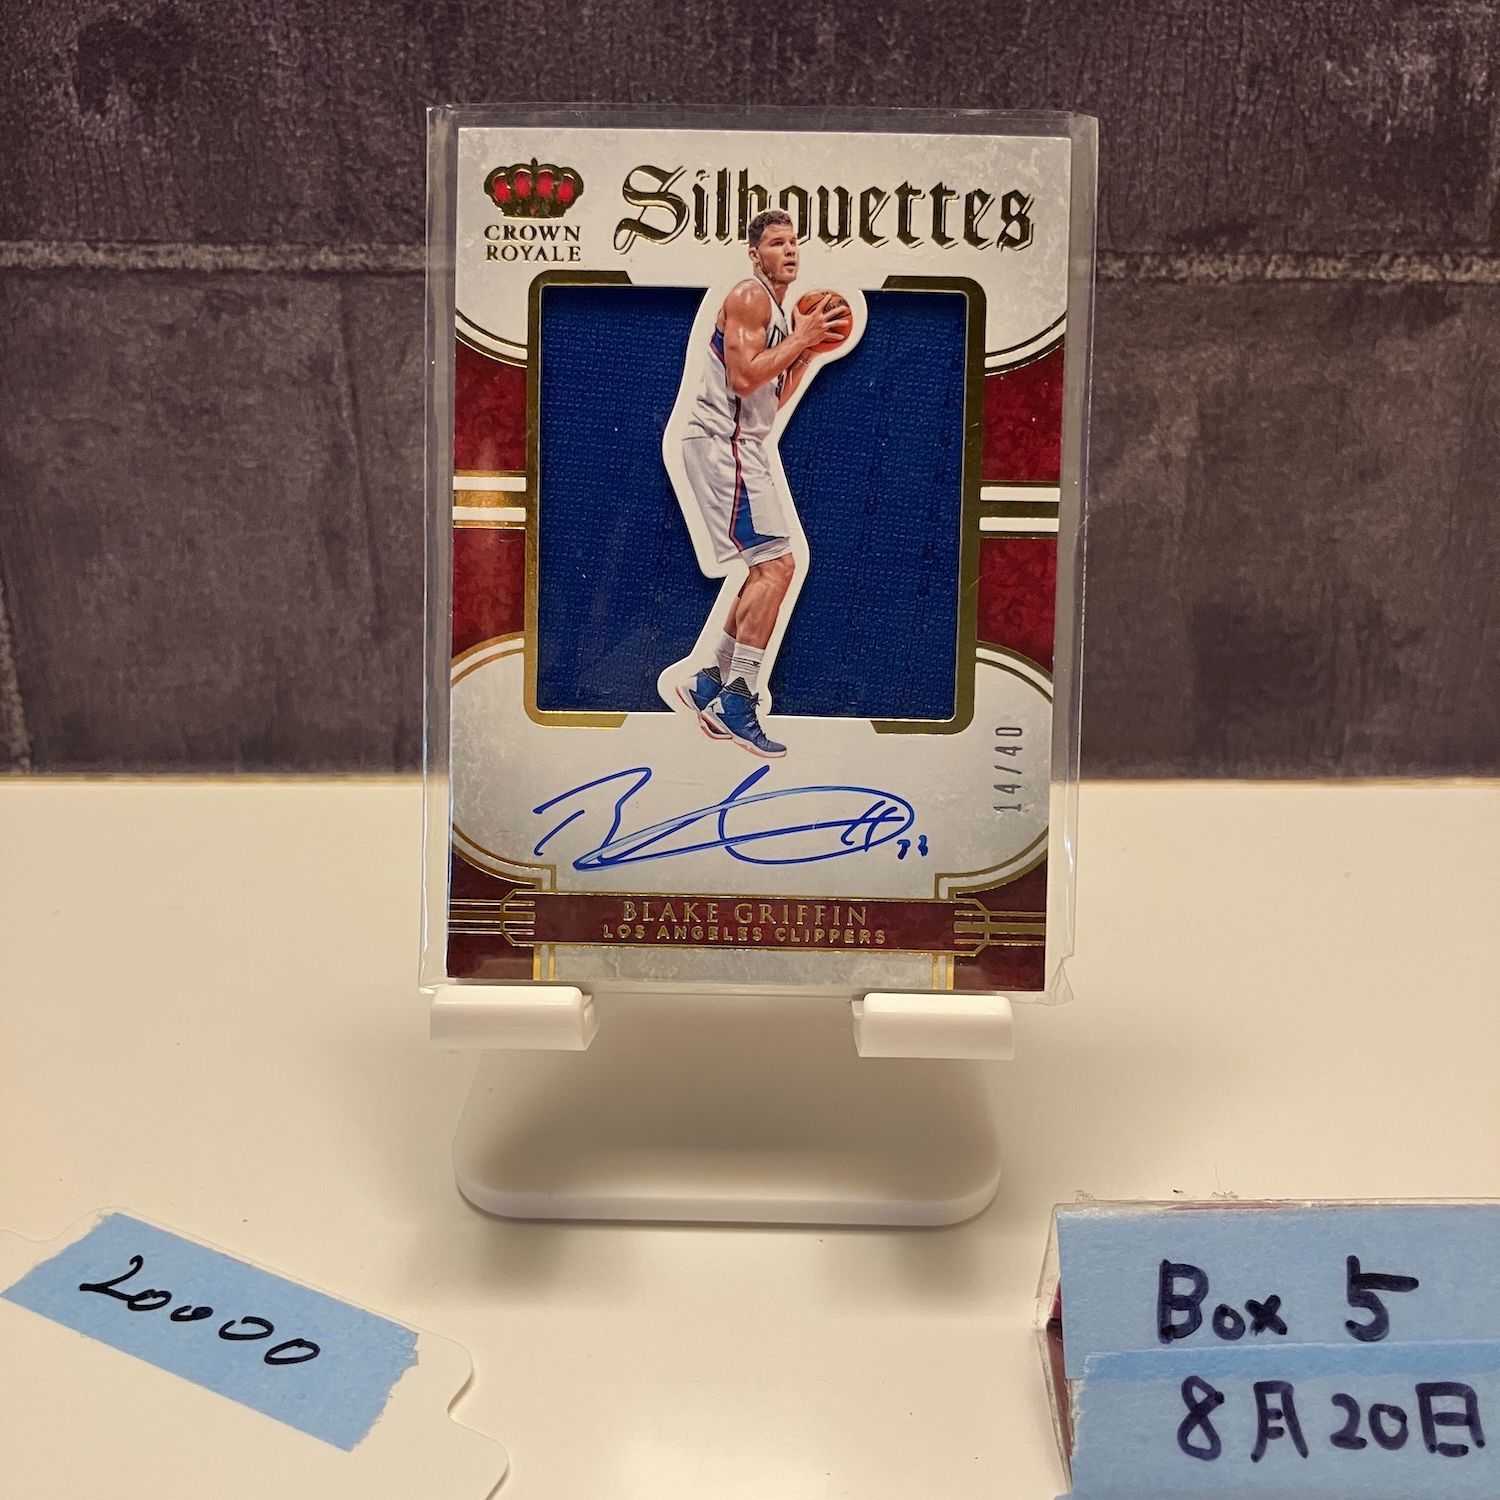 CROWN
ROYALE
Silhouettes
14/40
BLAKE GRIFFIN
LOS ANGELES CLIPPERS
20000
Box 5
8月20日